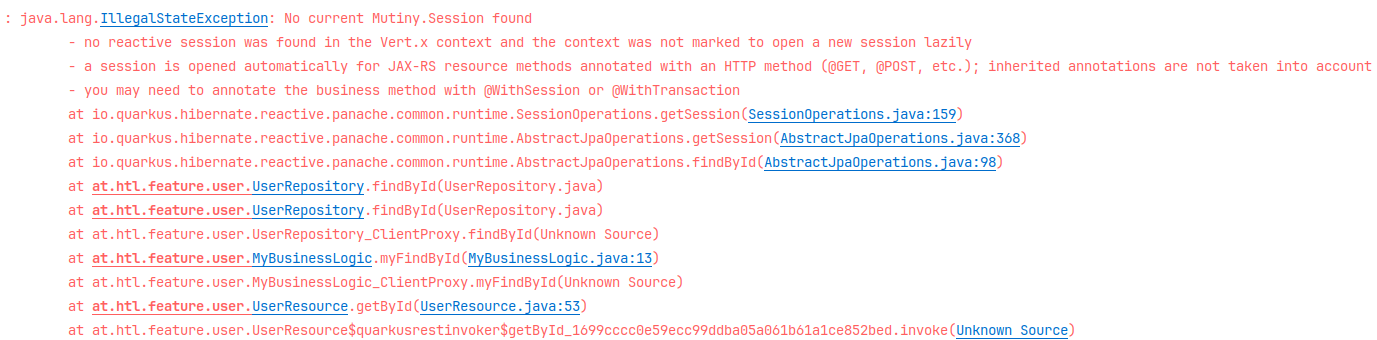 : java.lang.IllegalStateException: No current Mutiny.Session found
- no reactive session was found in the Vert.x context and the context was not marked to open a new session lazily
- a session is opened automatically for JAX-RS resource methods annotated with an HTTP method (@GET, @POST, etc.); inherited annotations are not taken into account
- you may need to annotate the business method with @WithSession or @WithTransaction
at io.quarkus.hibernate.reactive.panache.common.runtime.SessionOperations.getSession(SessionOperations.java:159)
at io.quarkus.hibernate.reactive.panache.common.runtime.AbstractJpaOperations.getSession(AbstractJpaOperations.java:368)
at io.quarkus.hibernate.reactive.panache.common.runtime.AbstractJpaOperations.findById(AbstractJpaOperations.java:98)
at at.htl.feature.user.UserRepository.findById(UserRepository.java)
at at.htl.feature.user.UserRepository.findById(UserRepository.java)
at at.htl.feature.user.UserRepository_ClientProxy.findById(Unknown Source)
at at.htl.feature.user.MyBusinessLogic.myFindById(MyBusinessLogic.java:13)
at at.htl.feature.user.MyBusinessLogic_ClientProxy.myFindById(Unknown Source)
at at.htl.feature.user.UserResource.getById(UserResource.java:53)
at at.htl.feature.user.UserResource$quarkusrestinvoker$getById_1699cccc0e59ecc99ddba05a061b61a1ce852bed.invoke(Unknown Source)